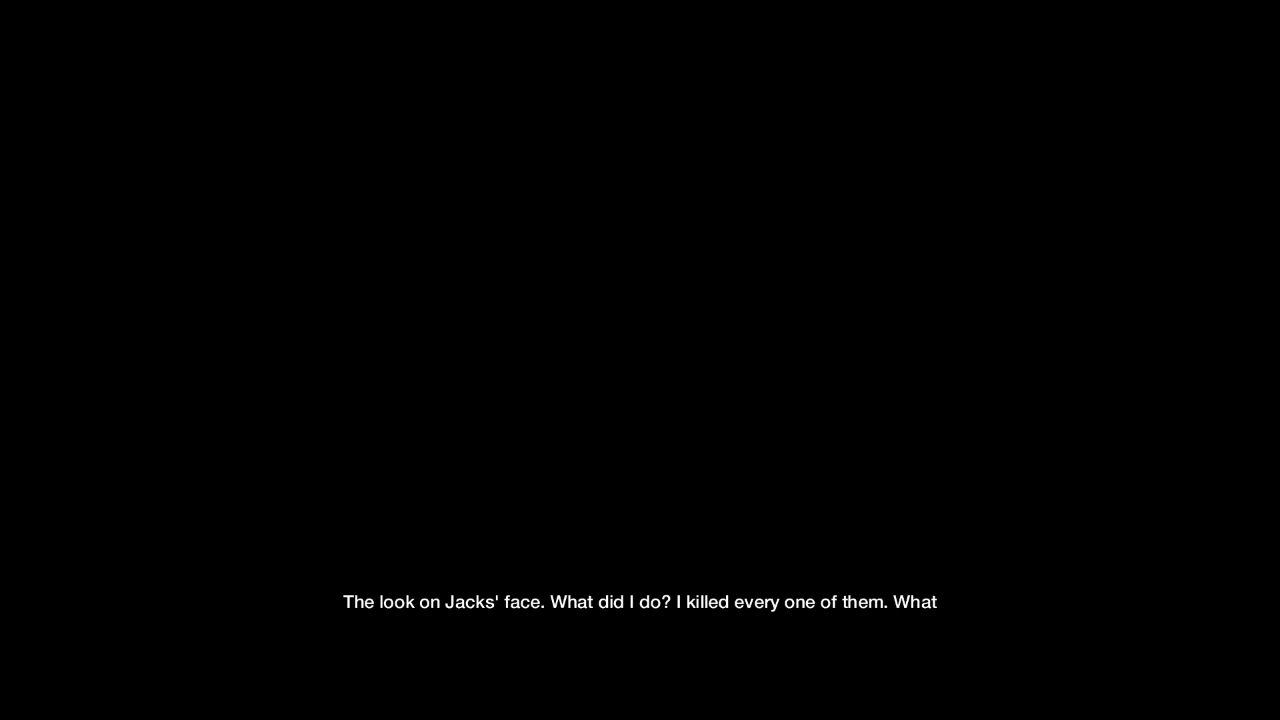 The look on Jacks' face. What did I do? I killed every one of them. What